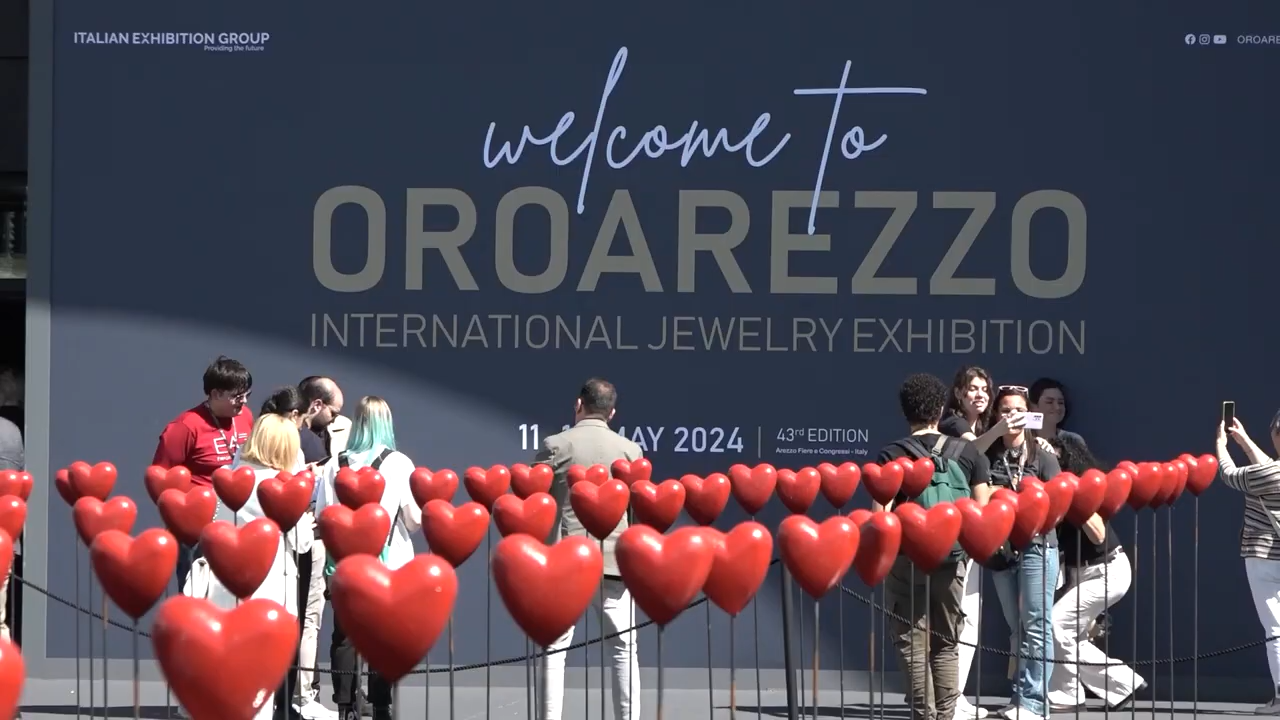 ITALIAN EXHIBITION GROUP
Providing the future
welcome to
OROAREZZO
INTERNATIONAL JEWELRY EXHIBITION
11 MAY 2024
43rd EDITION
Arezzo Fiere e Congressi - Italy